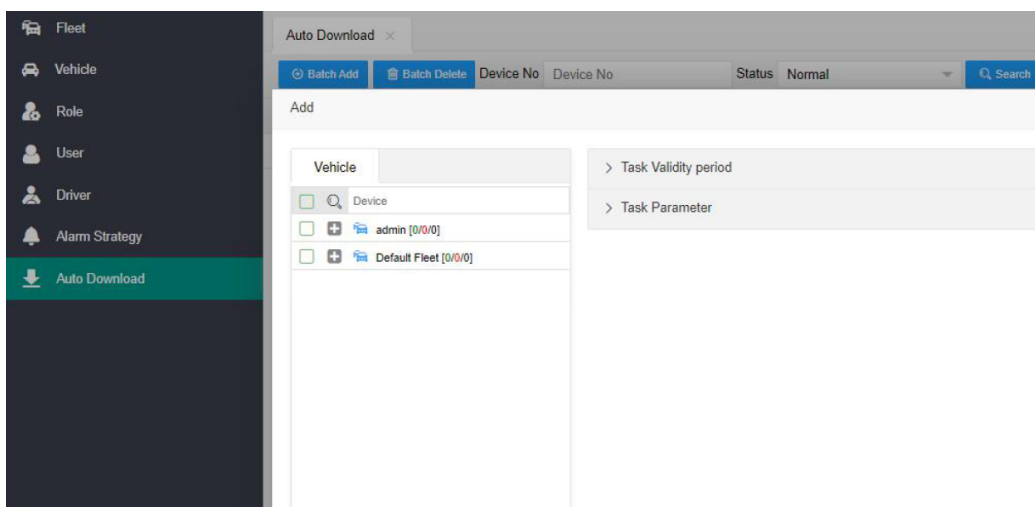 Fleet
Vehicle
Role
User
Driver
Alarm Strategy
Auto Download
Auto Download
Batch Add Batch Delete Device No Device No Status Normal Search
Add
Vehicle
Device
admin [0/0/0]
Default Fleet [0/0/0]
Task Validity period
Task Parameter